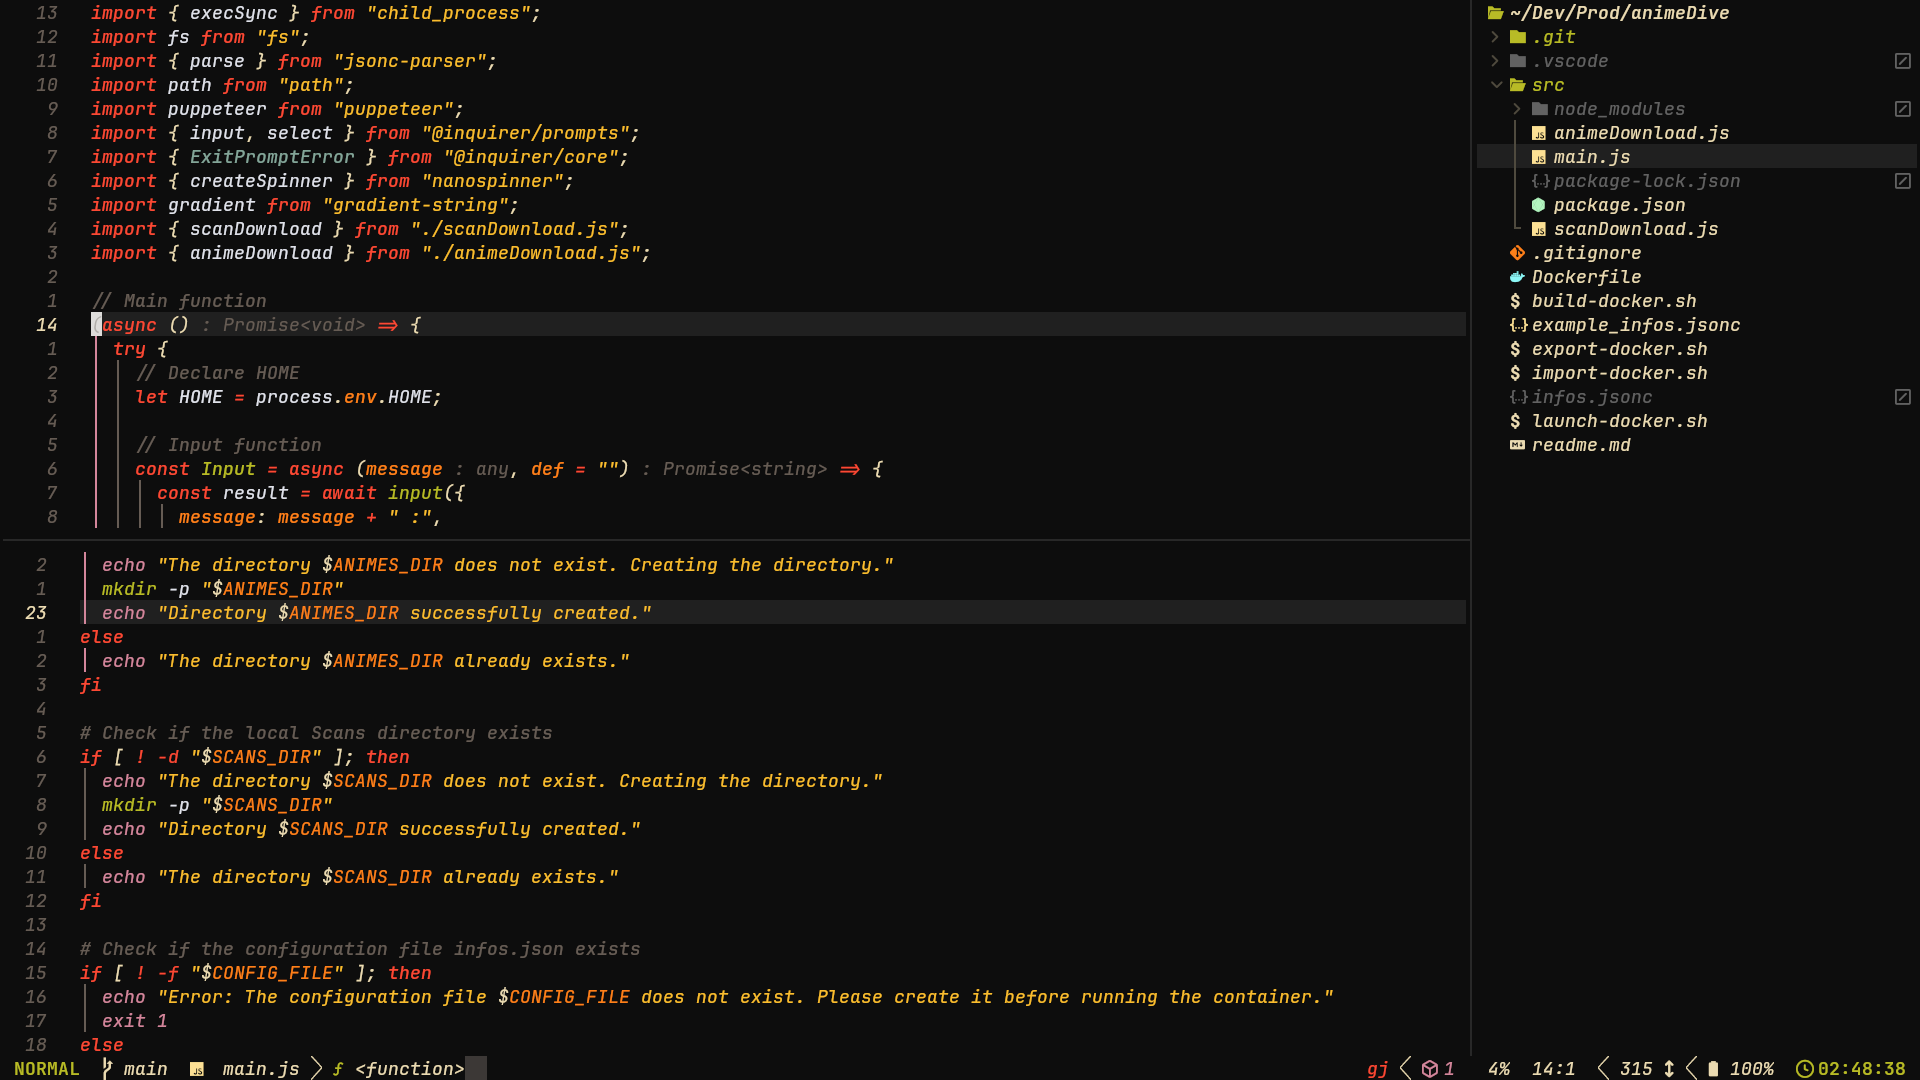 13 import { execSync } from "child_process";
12 import fs from "fs";
11 import { parse } from "jsonc-parser";
10 import path from "path";
9 import puppeteer from "puppeteer";
8 import { input, select } from "@inquirer/prompts";
7 import { ExitPromptError } from "@inquirer/core";
6 import { createSpinner } from "nanospinner";
5 import gradient from "gradient-string";
4 import { scanDownload } from "./scanDownload.js";
3 import { animeDownload } from "./animeDownload.js";
2
1 // Main function
14 (async () : Promise<void> => {
1 try {
2 // Declare HOME
3 let HOME = process.env.HOME;
4
5 // Input function
6 const Input = async (message : any, def = "") : Promise<string> => {
7 const result = await input({
8 message: message + " :",
2 echo "The directory $ANIMES_DIR does not exist. Creating the directory."
1 mkdir -p "$ANIMES_DIR"
23 echo "Directory $ANIMES_DIR successfully created."
1 else
2 echo "The directory $ANIMES_DIR already exists."
3 fi
4
5 # Check if the local Scans directory exists
6 if [ ! -d "$SCANS_DIR" ]; then
7 echo "The directory $SCANS_DIR does not exist. Creating the directory."
8 mkdir -p "$SCANS_DIR"
9 echo "Directory $SCANS_DIR successfully created."
10 else
11 echo "The directory $SCANS_DIR already exists."
12 fi
13
14 # Check if the configuration file infos.json exists
15 if [ ! -f "$CONFIG_FILE" ]; then
16 echo "Error: The configuration file $CONFIG_FILE does not exist. Please create it before running the container."
17 exit 1
18 else
~/Dev/Prod/animeDive
.git
.vscode
src
node_modules
JS animeDownload.js
JS main.js
{..} package-lock.json
package.json
JS scanDownload.js
.gitignore
Dockerfile
$ build-docker.sh
{..} example_infos.jsonc
$ export-docker.sh
$ import-docker.sh
{..} infos.jsonc
$ launch-docker.sh
readme.md
NORMAL main JS main.js f <function> gj 1 4% 14:1 315 100% 02:48:38